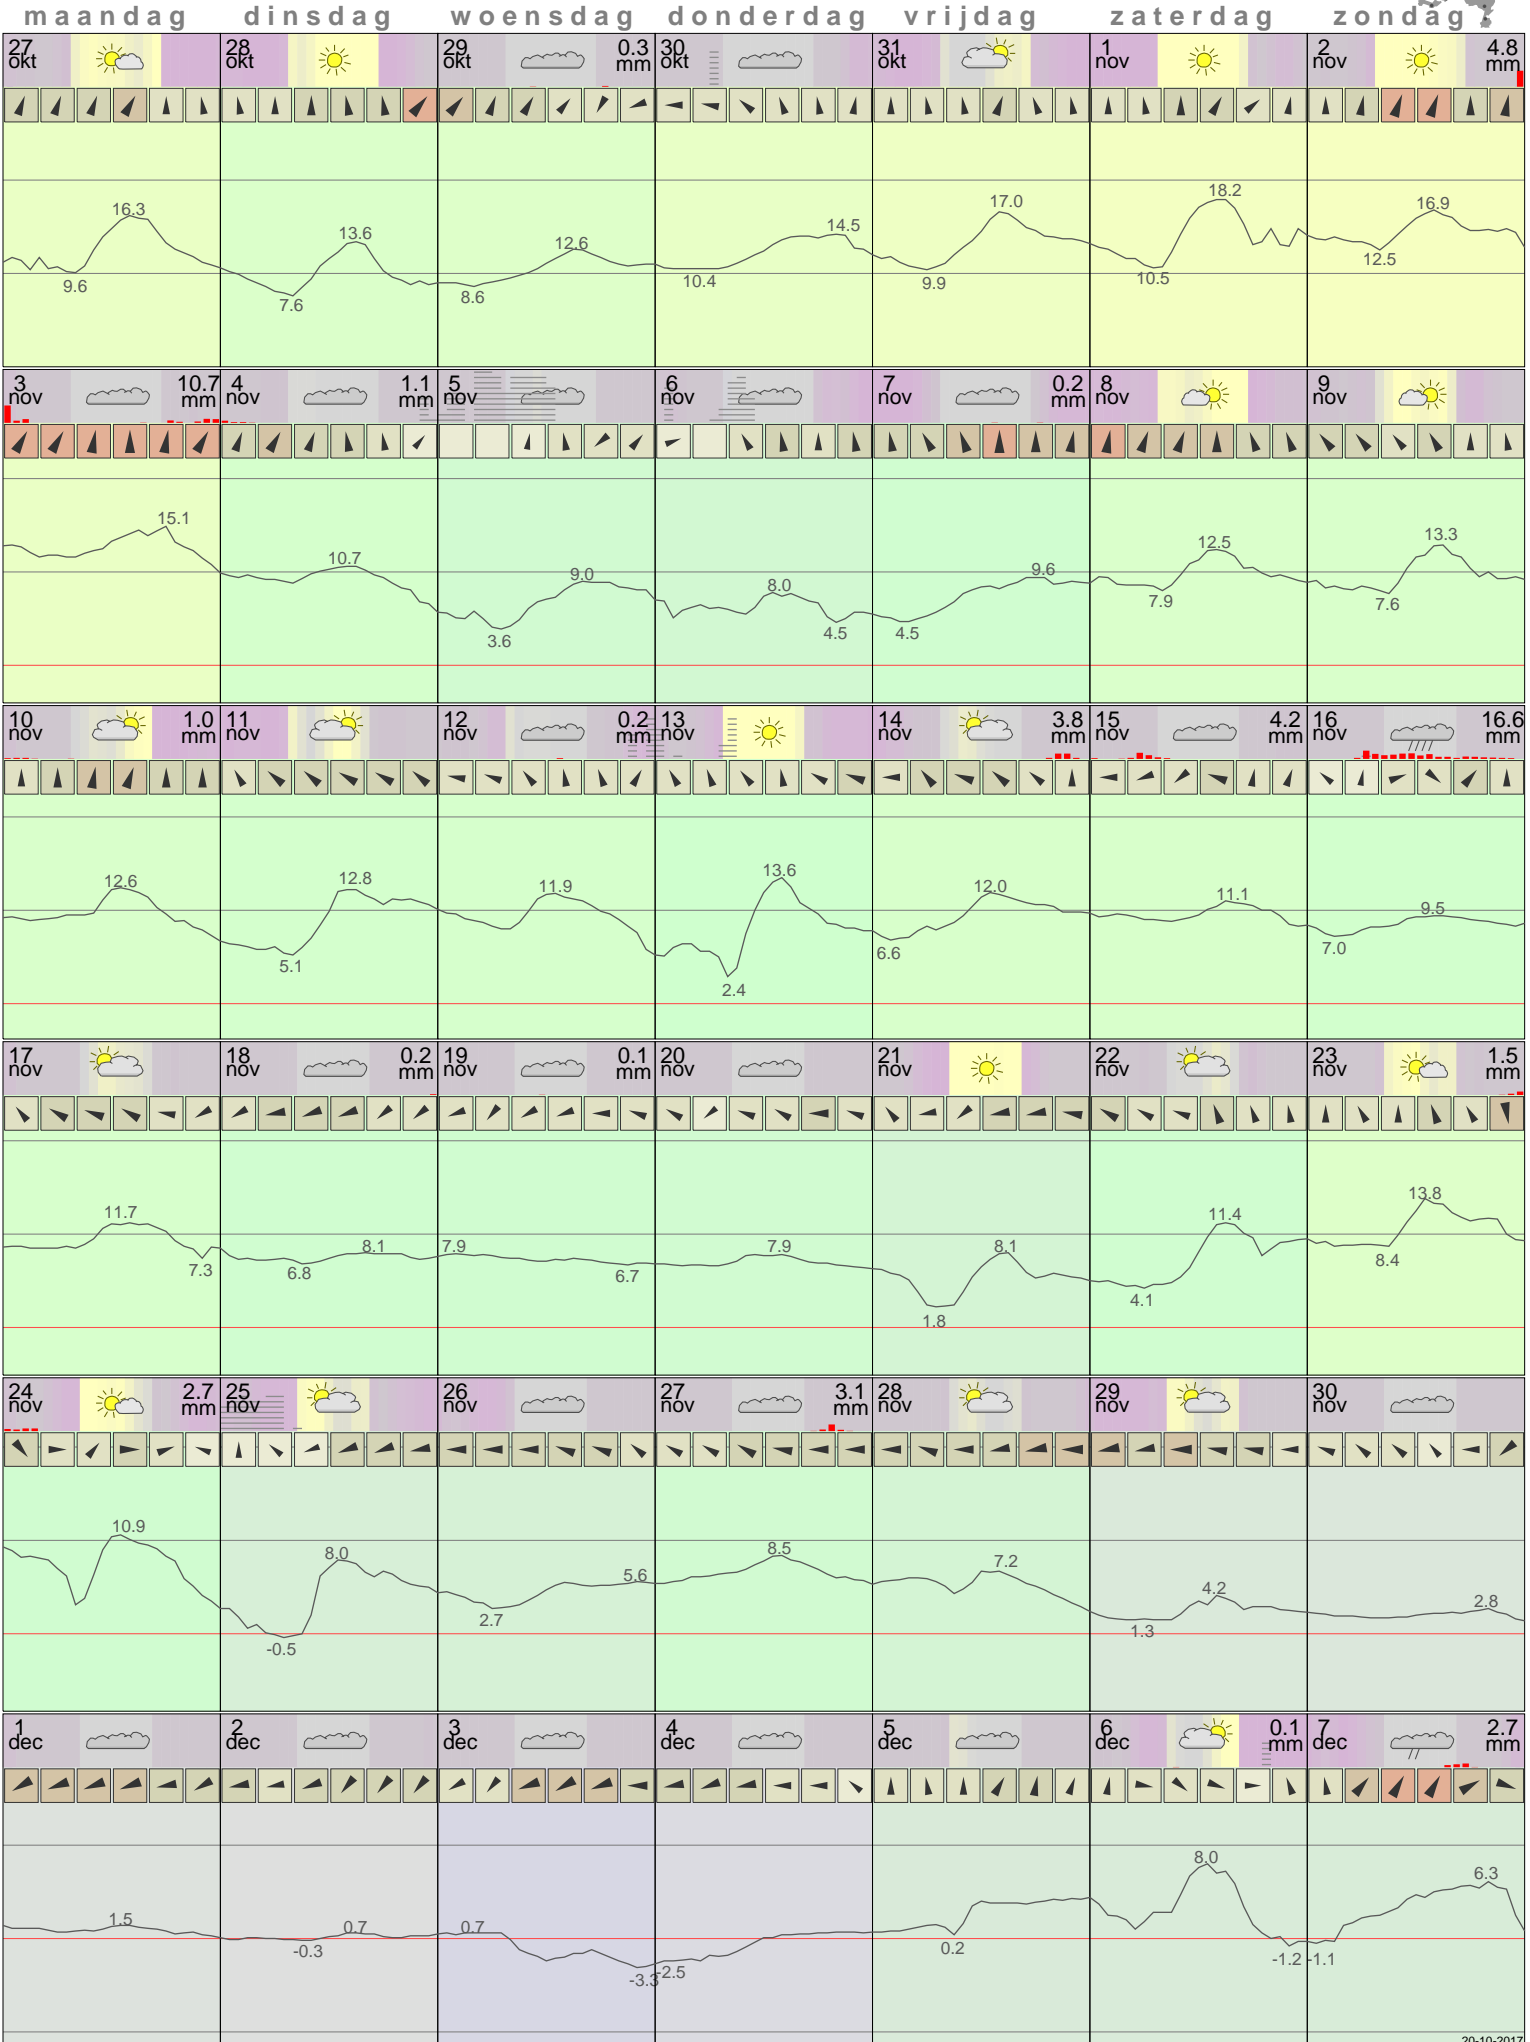 maandag dinsdag woensdag donderdag vrijdag zaterdag zondag
27 28 29 0.3 30 31 1 2 4.8
okt okt okt mm okt okt nov nov mm
16.3 13.6 12.6 14.5 17.0 18.2 16.9
9.6 7.6 8.6 10.4 9.9 10.5 12.5
3 10.7 4 1.1 5 6 7 0.2 8 9
nov mm nov mm nov nov nov mm nov nov
15.1 10.7 9.0 8.0 9.6 12.5 13.3
3.6 4.5 4.5 7.9 7.6
10 1.0 11 12 0.2 13 14 3.8 15 4.2 16 16.6
nov mm nov nov mm nov nov mm nov mm nov mm
12.6 12.8 11.9 13.6 12.0 11.1 9.5
5.1 2.4 6.6 7.0
17 18 0.2 19 0.1 20 21 22 23 1.5
nov nov mm nov mm nov nov nov nov mm
11.7 8.1 7.9 7.9 8.1 11.4 13.8
7.3 6.8 6.7 1.8 4.1 8.4
24 2.7 25 26 27 3.1 28 29 30
nov mm nov nov nov mm nov nov nov
10.9 8.0 5.6 8.5 7.2 4.2 2.8
-0.5 2.7 1.3
1 2 3 4 5 6 0.1 7 2.7
dec dec dec dec dec dec mm dec mm
1.5 0.7 0.7 8.0 6.3
-0.3 -3.3 -2.5 0.2 -1.2 -1.1
20-10-2017